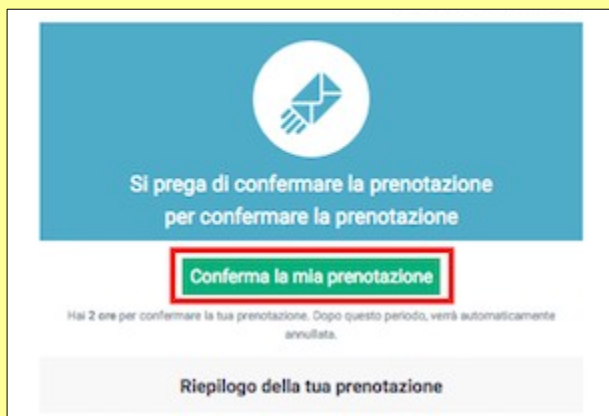 Si prega di confermare la prenotazione
per confermare la prenotazione
Conferma la mia prenotazione
Hai 2 ore per confermare la tua prenotazione. Dopo questo periodo, verrà automaticamente
annullata.
Riepilogo della tua prenotazione